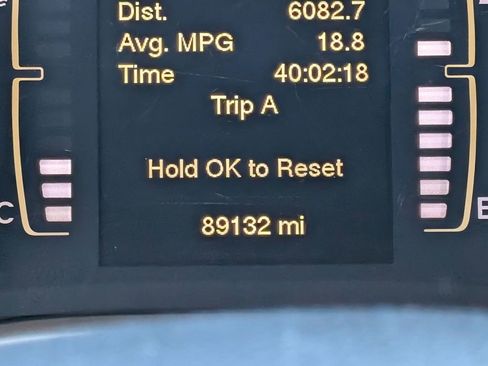 Dist. 6082.7
Avg. MPG 18.8
Time 40:02:18
Trip A
Hold OK to Reset
C
89132 mi
E